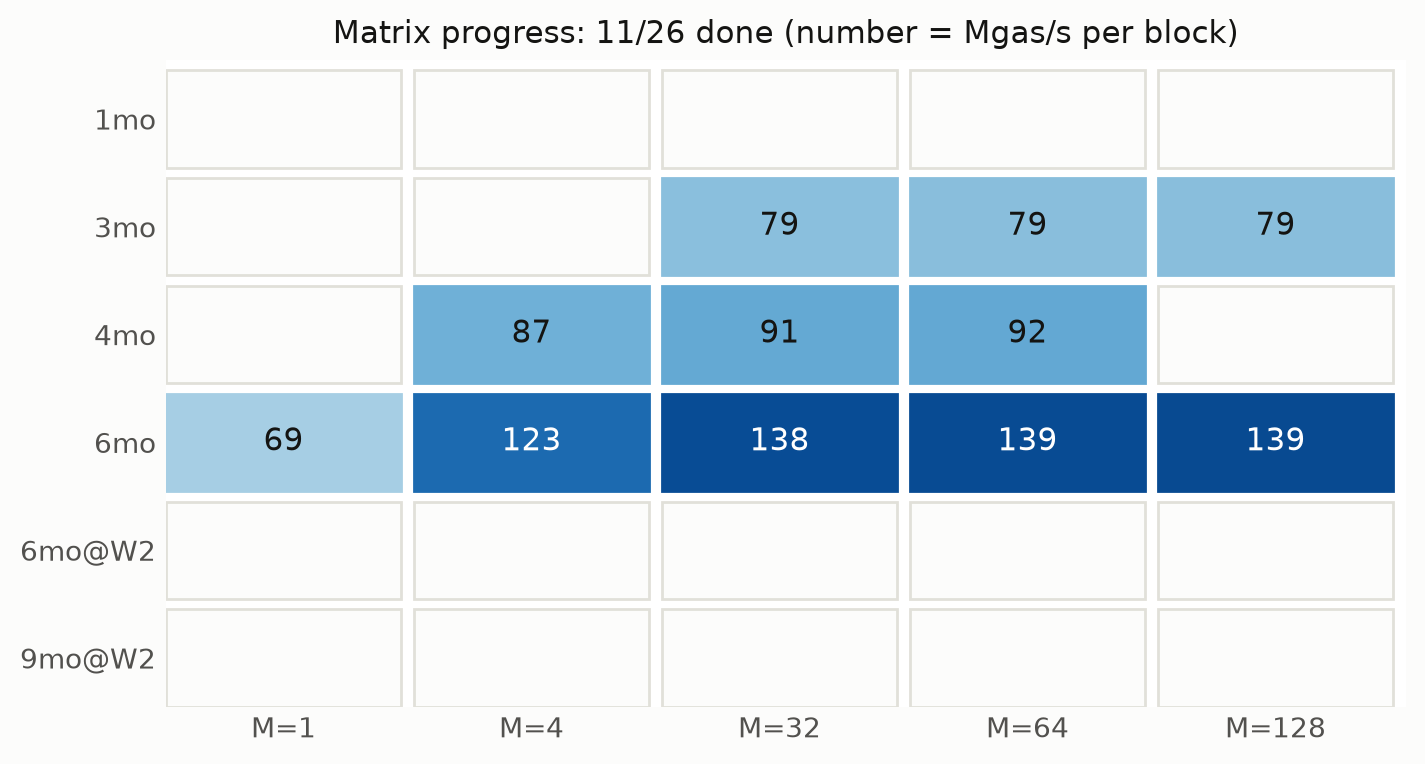 Matrix progress: 11/26 done (number = Mgas/s per block)
1mo
3mo 79 79 79
4mo 87 91 92
6mo 69 123 138 139 139
6mo@W2
9mo@W2
M=1 M=4 M=32 M=64 M=128